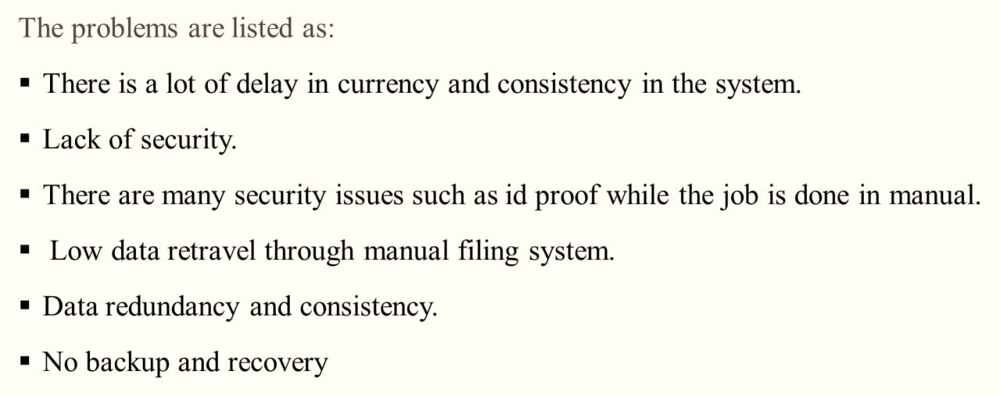 The problems are listed as:
▪ There is a lot of delay in currency and consistency in the system.
▪ Lack of security.
▪ There are many security issues such as id proof while the job is done in manual.
▪ Low data retravel through manual filing system.
▪ Data redundancy and consistency.
▪ No backup and recovery